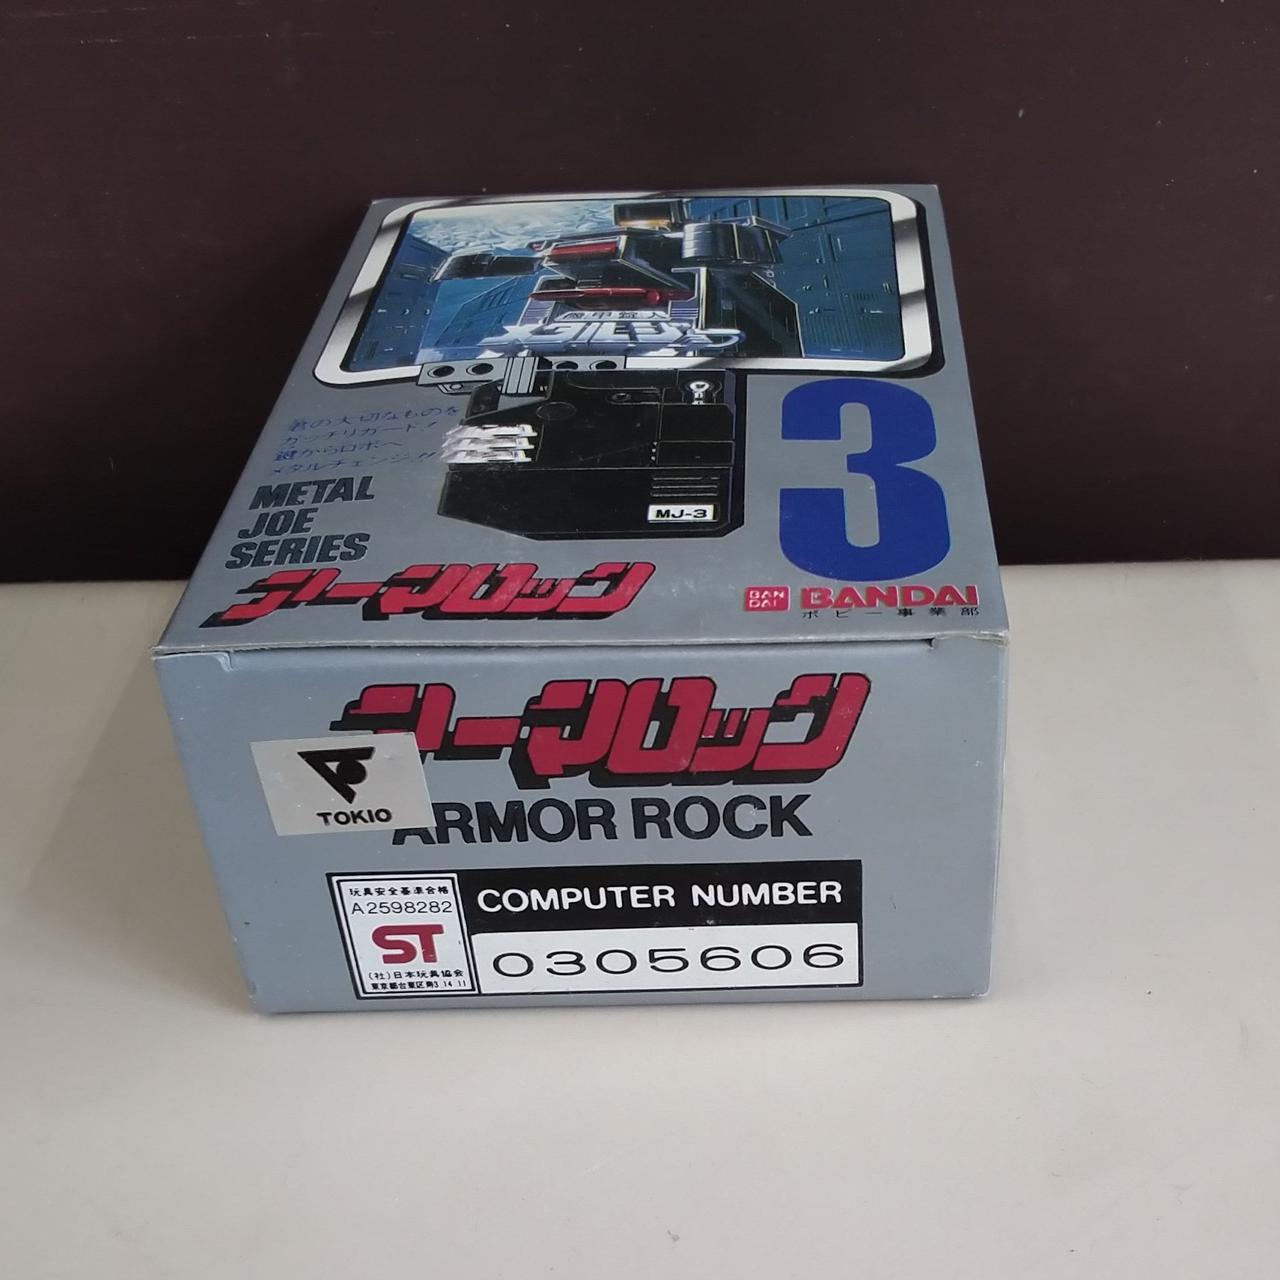 メタルジョウ
君の大切なものを
ガッチリガード!
鍵からロボへ
メタルチェンジ!!
METAL
JOE
SERIES
MJ-3
3
アーマロック
BAN
DAI
BANDAI
ポピー事業部
アーマロック
TOKIO
ARMOR ROCK
玩具安全基準合格
A2598282
ST
(社)日本玩具協会
COMPUTER NUMBER
0305606